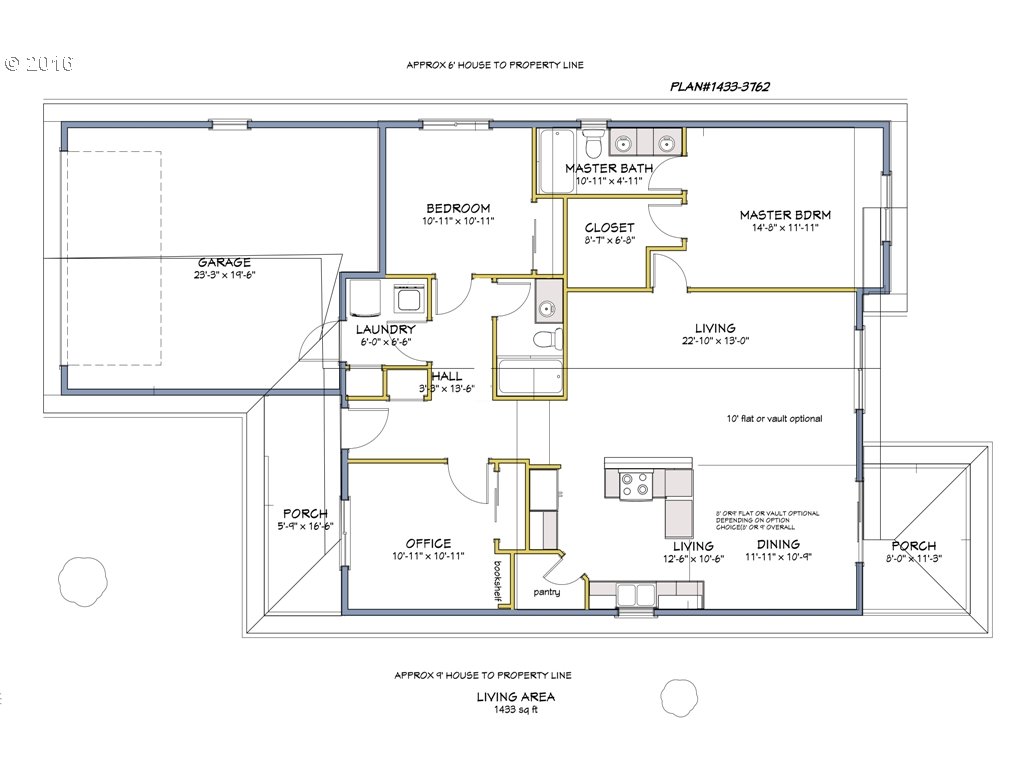 © 2016
APPROX 6' HOUSE TO PROPERTY LINE
PLAN#1433-3762
MASTER BATH
10'-11" x 4'-11"
BEDROOM
10'-11" x 10'-11"
CLOSET
8'-7" x 6'-8"
MASTER BDRM
14'-8" x 11'-11"
GARAGE
23'-3" x 19'-6"
LAUNDRY
6'-0" x 6'-6"
LIVING
22'-10" x 13'-0"
HALL
3'-8" x 13'-6"
10' flat or vault optional
PORCH
5'-9" x 16'-6"
8' OR9' FLAT OR VAULT OPTIONAL
DEPENDING ON OPTION
CHOICE(8' OR 9' OVERALL
OFFICE
10'-11" x 10'-11"
LIVING
12'-6" x 10'-6"
DINING
11'-11" x 10'-9"
PORCH
8'-0" x 11'-3"
bookshelf
pantry
APPROX 9' HOUSE TO PROPERTY LINE
LIVING AREA
1433 sq ft